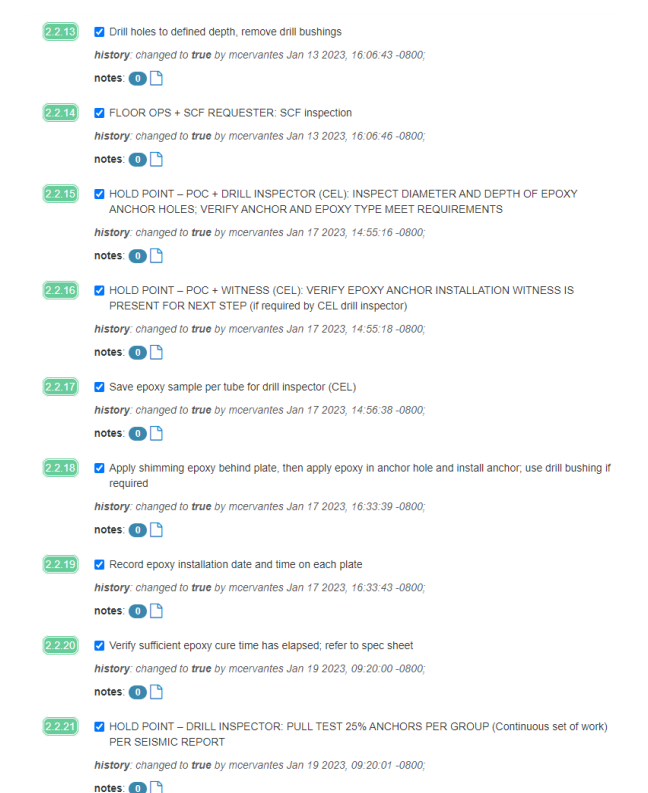 2.2.13 Drill holes to defined depth, remove drill bushings
history: changed to true by mcervantes Jan 13 2023, 16:06:43 -0800;
notes: 0
2.2.14 FLOOR OPS + SCF REQUESTER: SCF inspection
history: changed to true by mcervantes Jan 13 2023, 16:06:46 -0800;
notes: 0
2.2.15 HOLD POINT – POC + DRILL INSPECTOR (CEL): INSPECT DIAMETER AND DEPTH OF EPOXY
ANCHOR HOLES; VERIFY ANCHOR AND EPOXY TYPE MEET REQUIREMENTS
history: changed to true by mcervantes Jan 17 2023, 14:55:16 -0800;
notes: 0
2.2.16 HOLD POINT – POC + WITNESS (CEL): VERIFY EPOXY ANCHOR INSTALLATION WITNESS IS
PRESENT FOR NEXT STEP (if required by CEL drill inspector)
history: changed to true by mcervantes Jan 17 2023, 14:55:18 -0800;
notes: 0
2.2.17 Save epoxy sample per tube for drill inspector (CEL)
history: changed to true by mcervantes Jan 17 2023, 14:56:38 -0800;
notes: 0
2.2.18 Apply shimming epoxy behind plate, then apply epoxy in anchor hole and install anchor; use drill bushing if
required
history: changed to true by mcervantes Jan 17 2023, 16:33:39 -0800;
notes: 0
2.2.19 Record epoxy installation date and time on each plate
history: changed to true by mcervantes Jan 17 2023, 16:33:43 -0800;
notes: 0
2.2.20 Verify sufficient epoxy cure time has elapsed; refer to spec sheet
history: changed to true by mcervantes Jan 19 2023, 09:20:00 -0800;
notes: 0
2.2.21 HOLD POINT – DRILL INSPECTOR: PULL TEST 25% ANCHORS PER GROUP (Continuous set of work)
PER SEISMIC REPORT
history: changed to true by mcervantes Jan 19 2023, 09:20:01 -0800;
notes: 0